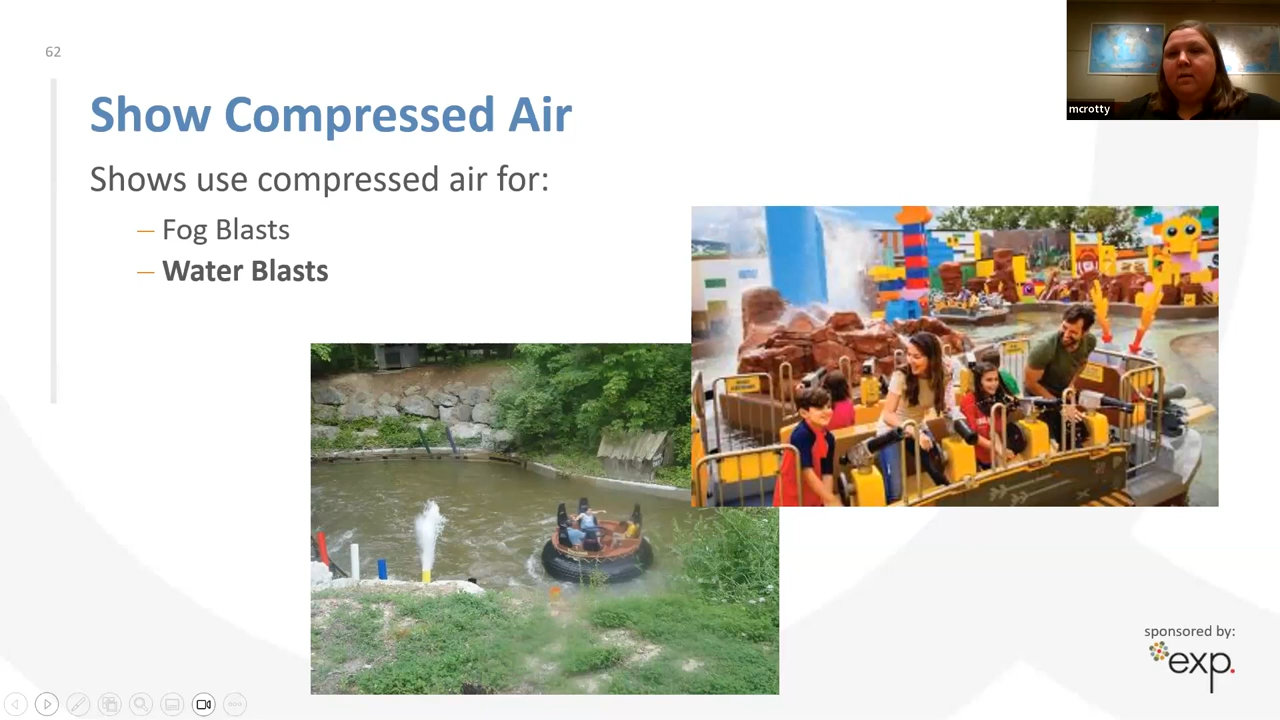 62
mcrotty
Show Compressed Air
Shows use compressed air for:
– Fog Blasts
– Water Blasts
sponsored by:
exp.